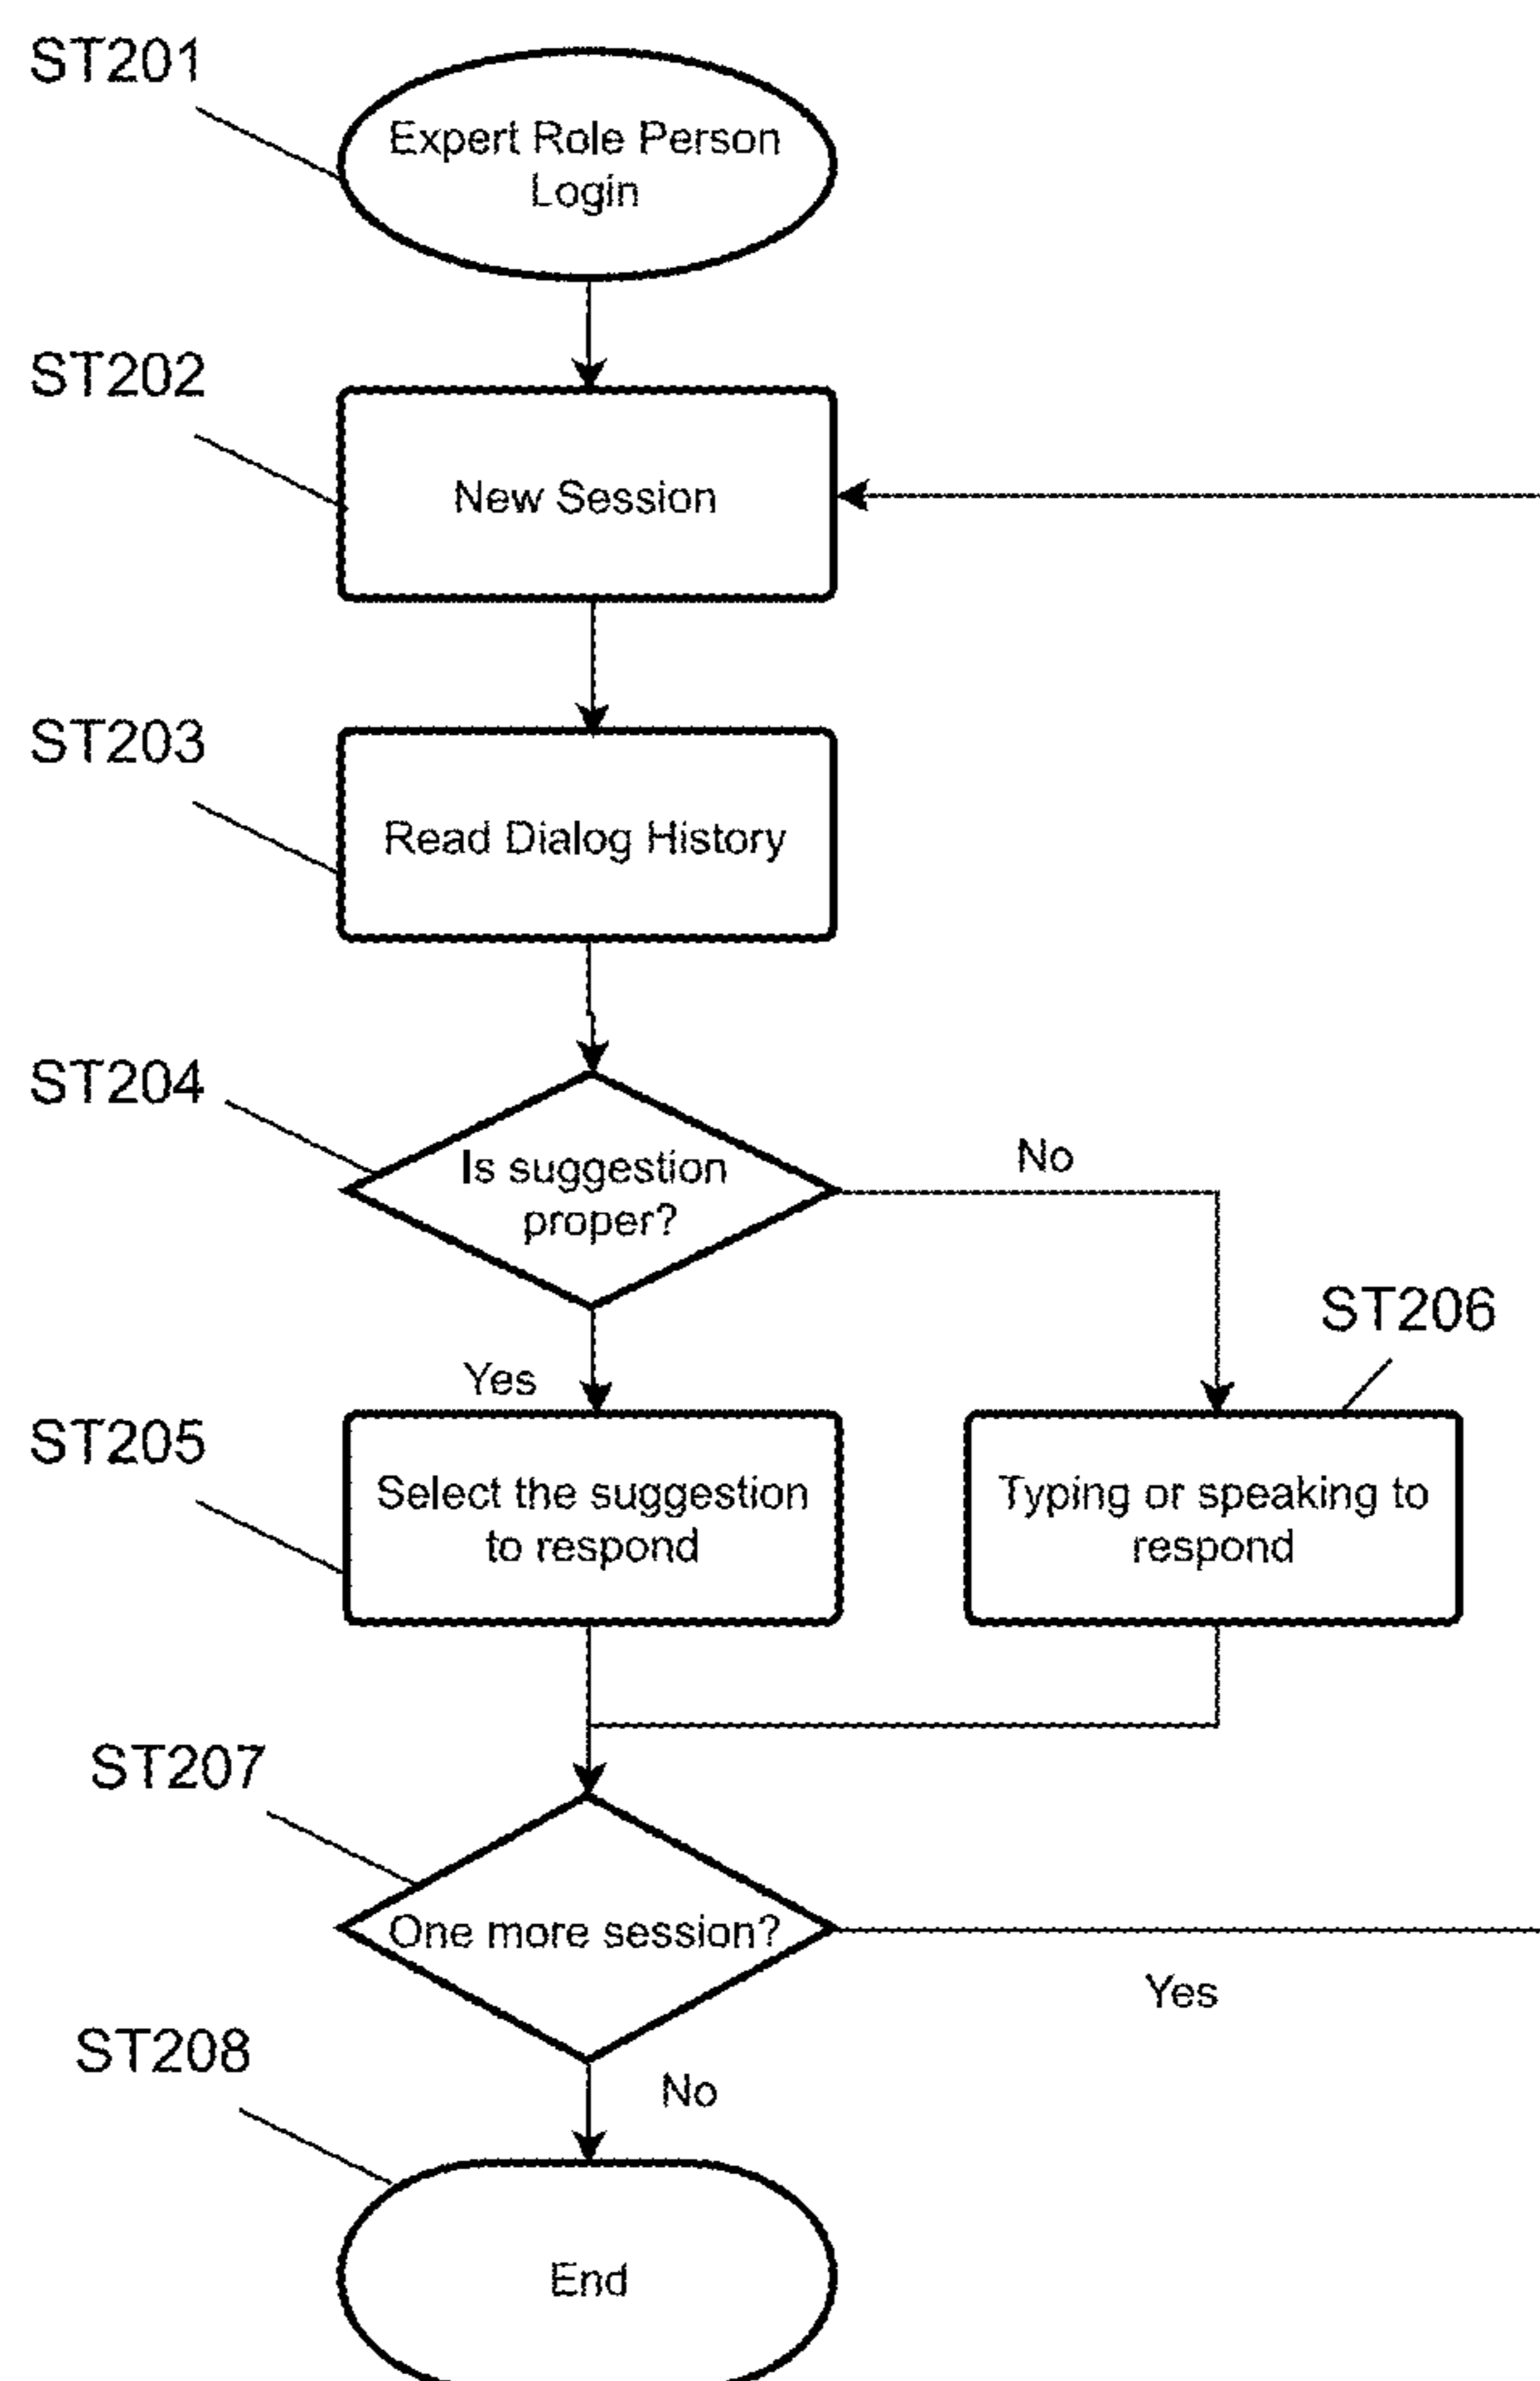 ST201
Expert Role Person
Login
ST202
New Session
ST203
Read Dialog History
ST204
Is suggestion
proper?
No
Yes
ST206
ST205
Select the suggestion
to respond
Typing or speaking to
respond
ST207
One more session?
Yes
ST208
No
End